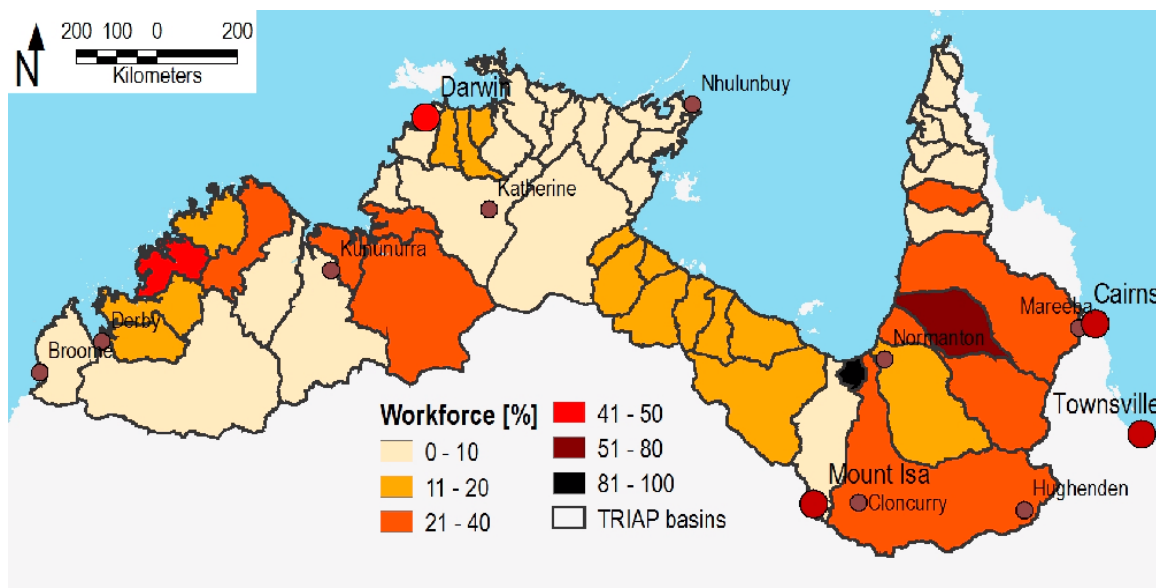 200 100 0 200
Kilometers
N
Darwin
Nhulunbuy
Katherine
Kununurra
Derby
Broome
Mareeba
Cairns
Normanton
Townsville
Mount Isa
Cloncurry
Hughenden
Workforce [%]
0 - 10
11 - 20
21 - 40
41 - 50
51 - 80
81 - 100
TRIAP basins